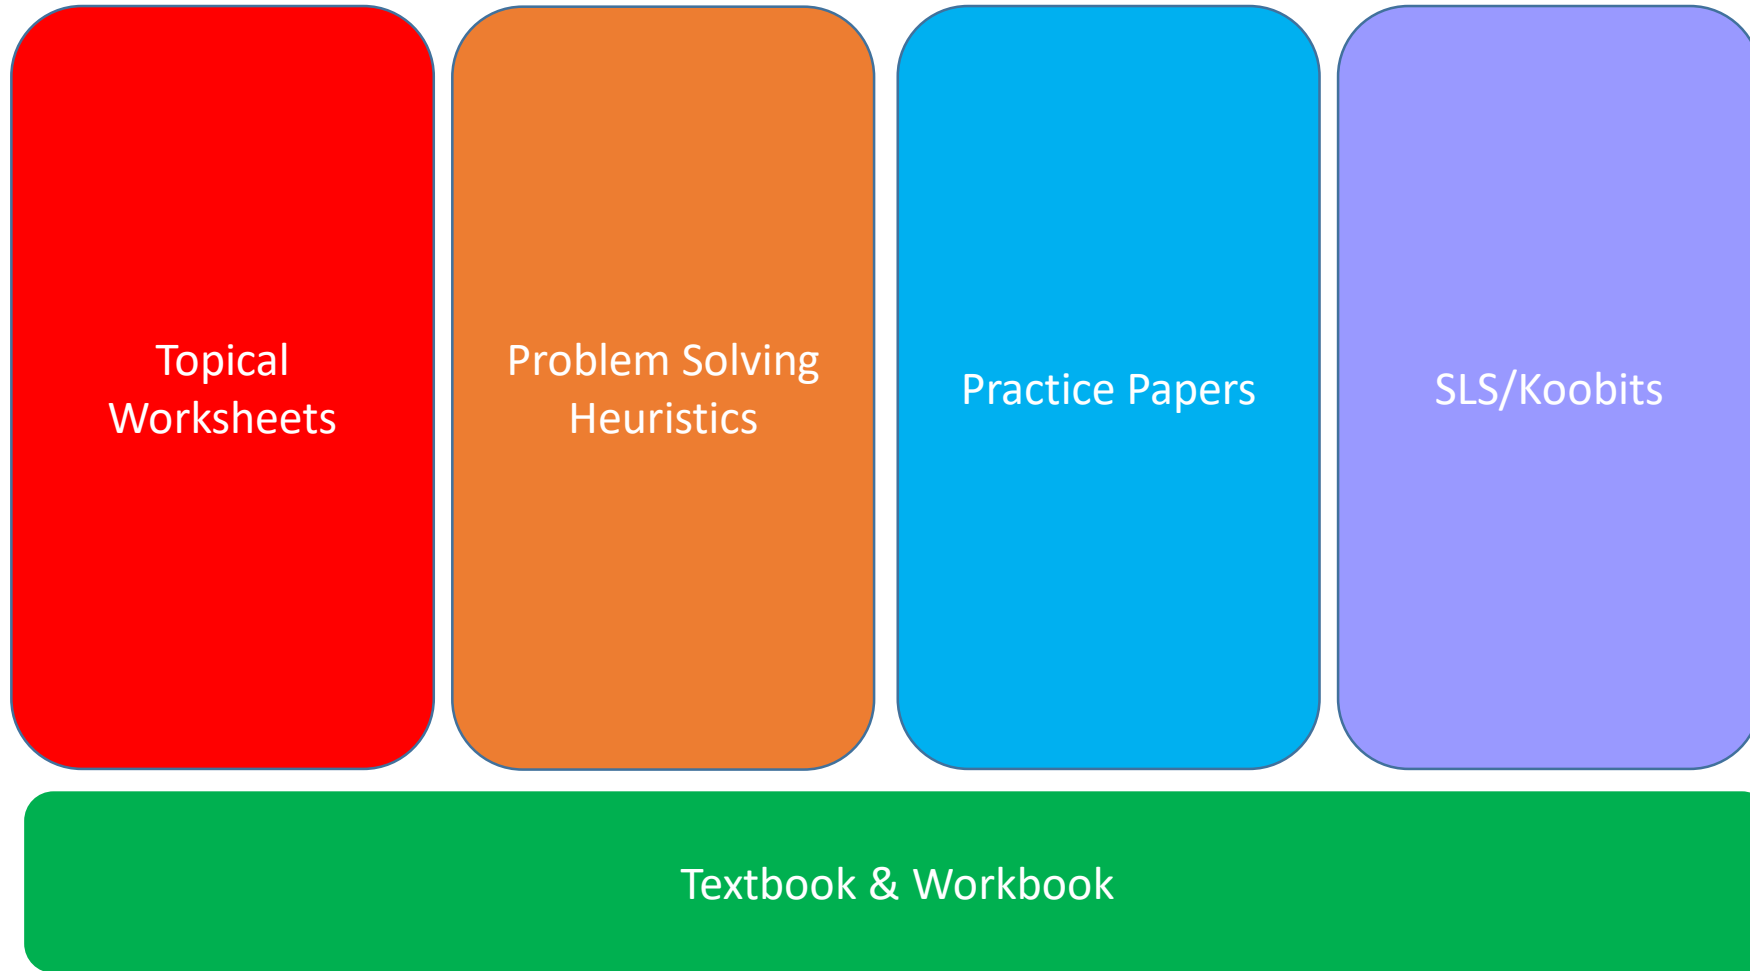 Topical
Worksheets
Problem Solving
Heuristics
Practice Papers
SLS/Koobits
Textbook & Workbook